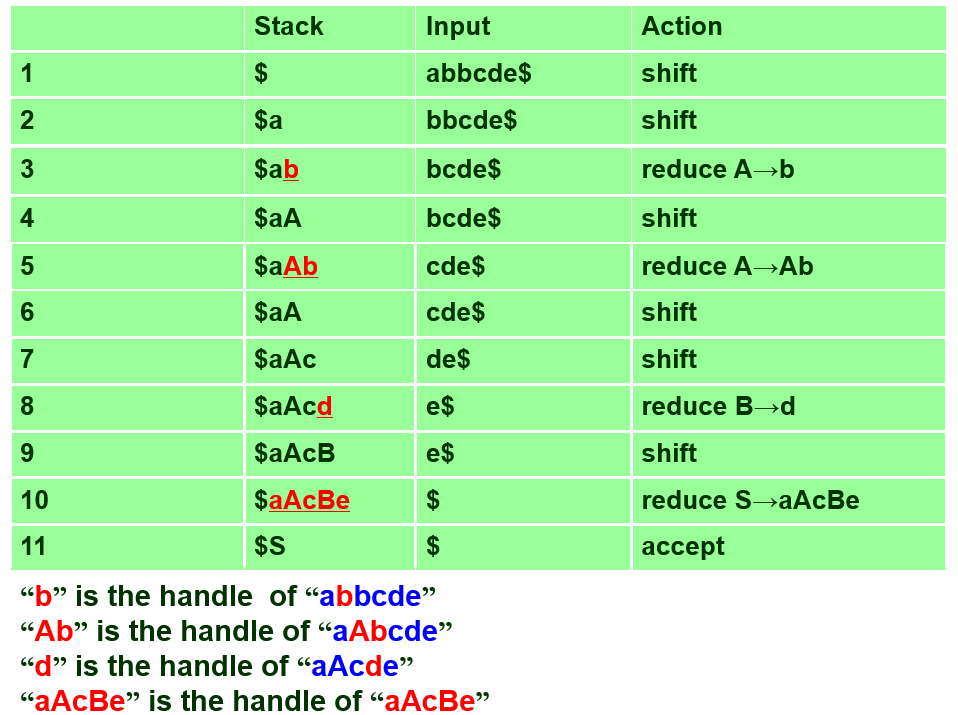 Stack Input Action
1 $ abbcde$ shift
2 $a bbcde$ shift
3 $ab bcde$ reduce A→b
4 $aA bcde$ shift
5 $aAb cde$ reduce A→Ab
6 $aA cde$ shift
7 $aAc de$ shift
8 $aAcd e$ reduce B→d
9 $aAcB e$ shift
10 $aAcBe $ reduce S→aAcBe
11 $S $ accept
“b” is the handle  of “abbcde”
“Ab” is the handle of “aAbcde”
“d” is the handle of “aAcde”
“aAcBe” is the handle of “aAcBe”